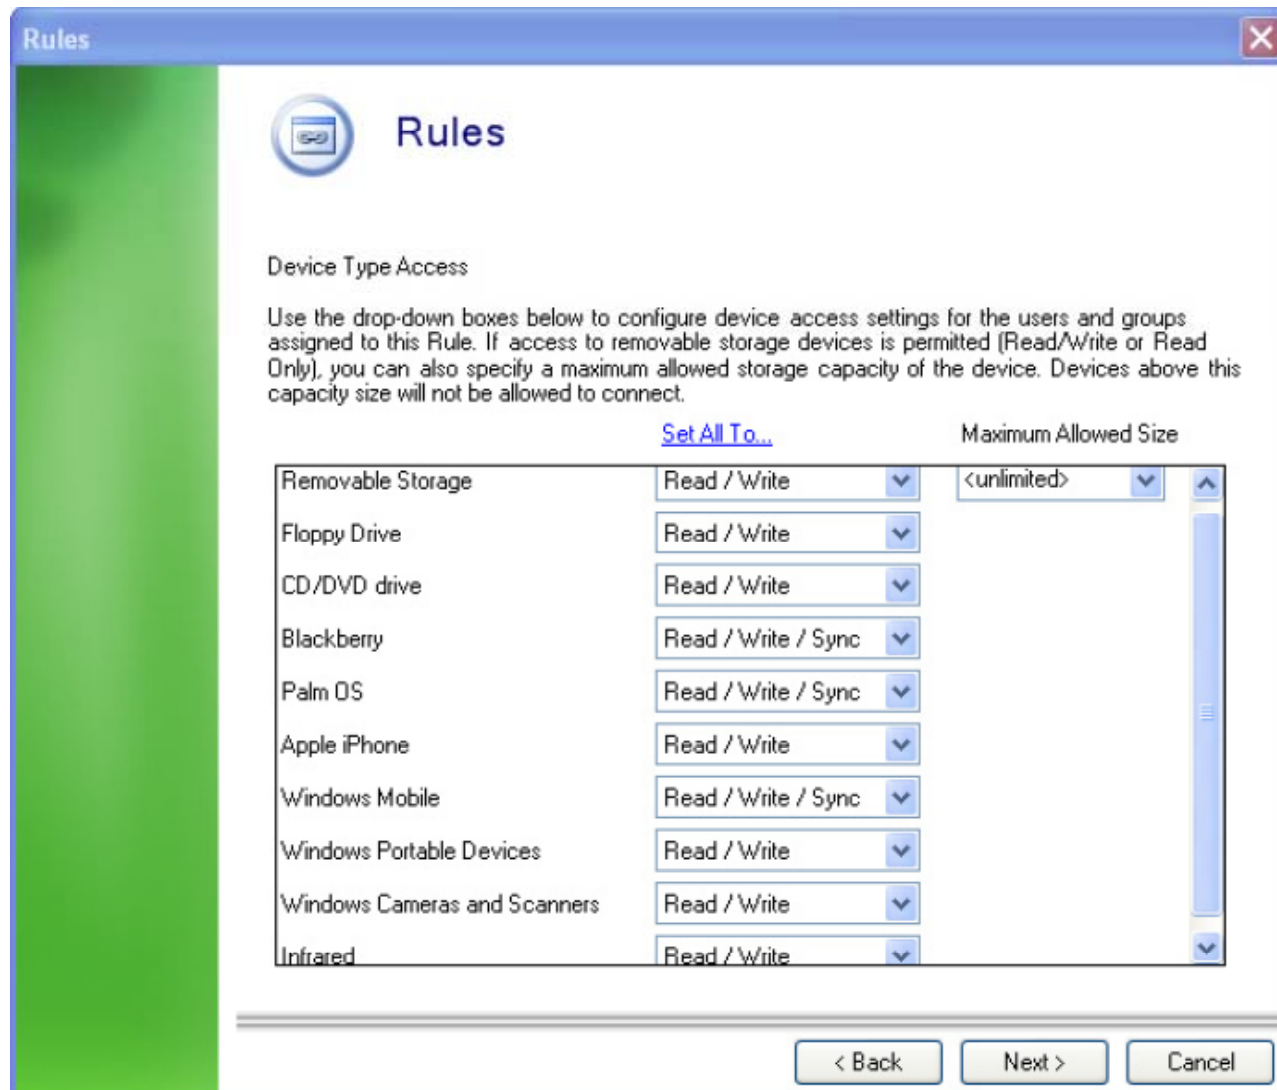 Rules
Rules
Device Type Access
Use the drop-down boxes below to configure device access settings for the users and groups
assigned to this Rule. If access to removable storage devices is permitted (Read/Write or Read
Only), you can also specify a maximum allowed storage capacity of the device. Devices above this
capacity size will not be allowed to connect.
Set All To... Maximum Allowed Size
Removable Storage Read / Write <unlimited>
Floppy Drive Read / Write
CD/DVD drive Read / Write
Blackberry Read / Write / Sync
Palm OS Read / Write / Sync
Apple iPhone Read / Write
Windows Mobile Read / Write / Sync
Windows Portable Devices Read / Write
Windows Cameras and Scanners Read / Write
Infrared Read / Write
< Back Next > Cancel